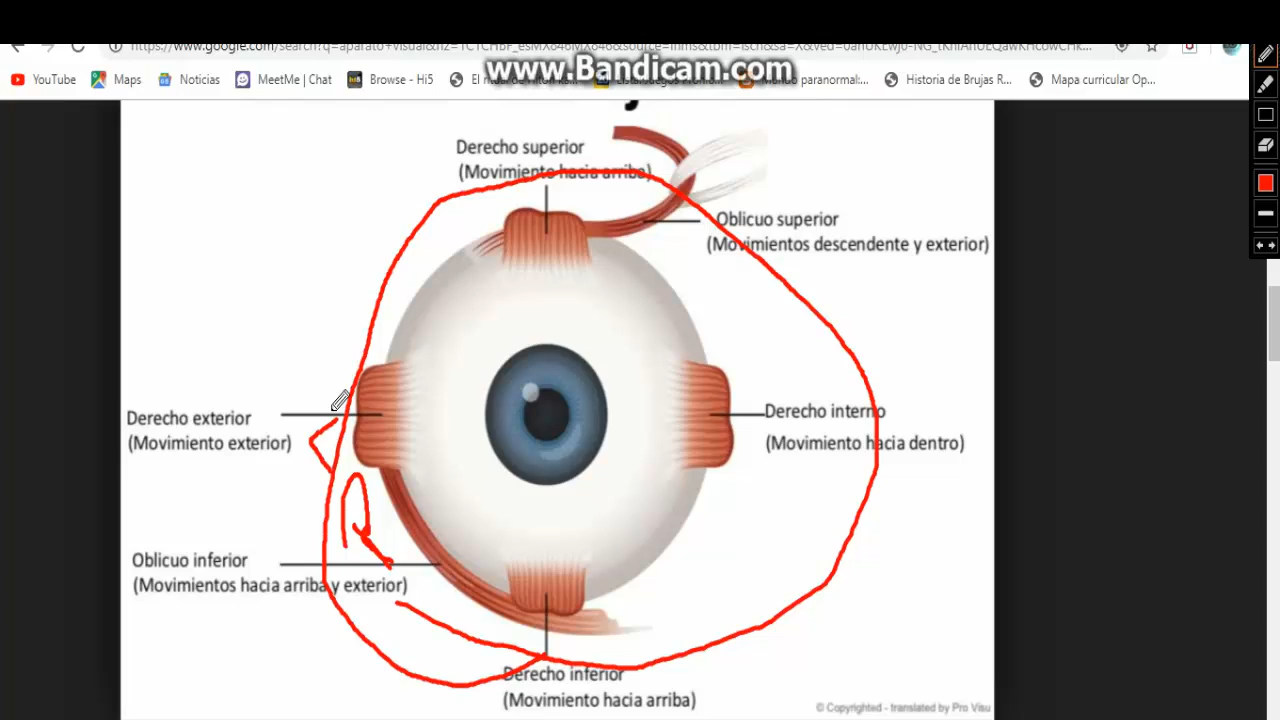 www.Bandicam.com
YouTube
Maps
Noticias
MeetMe | Chat
Browse - Hi5
Historia de Brujas R...
Mapa curricular Op...
Derecho superior
(Movimiento hacia arriba)
Oblicuo superior
(Movimientos descendente y exterior)
Derecho exterior
(Movimiento exterior)
Derecho interno
(Movimiento hacia dentro)
Oblicuo inferior
(Movimientos hacia arriba y exterior)
Derecho inferior
(Movimiento hacia arriba)
© Copyrighted - translated by Pro Visu